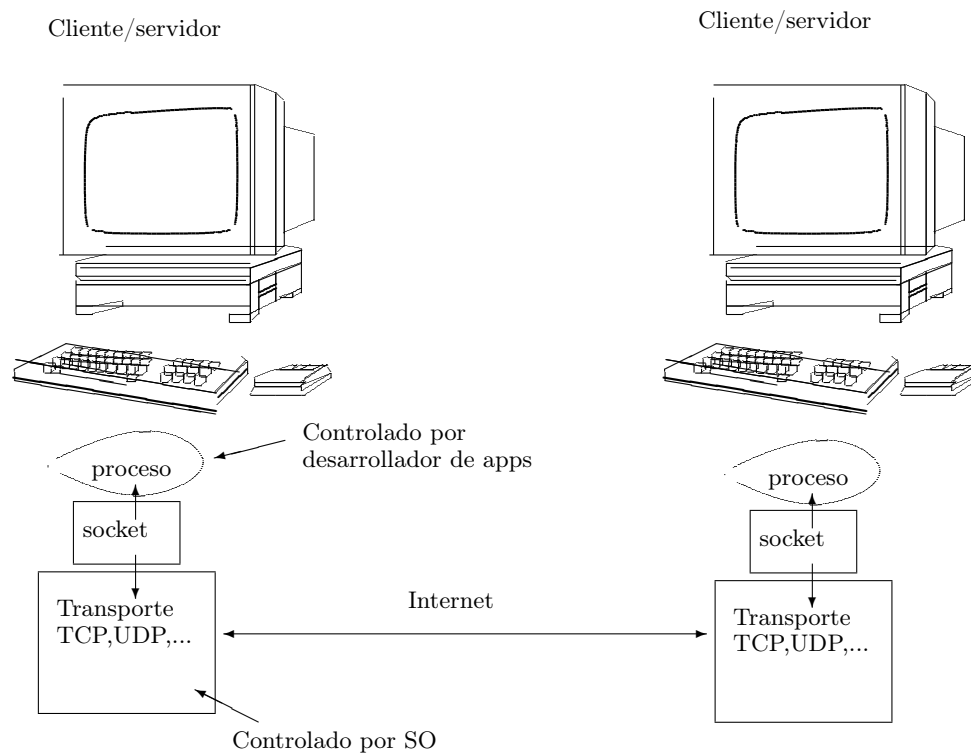 Cliente/servidor
Cliente/servidor
Controlado por
desarrollador de apps
proceso
proceso
socket
socket
Internet
Transporte
TCP,UDP,...
Transporte
TCP,UDP,...
Controlado por SO